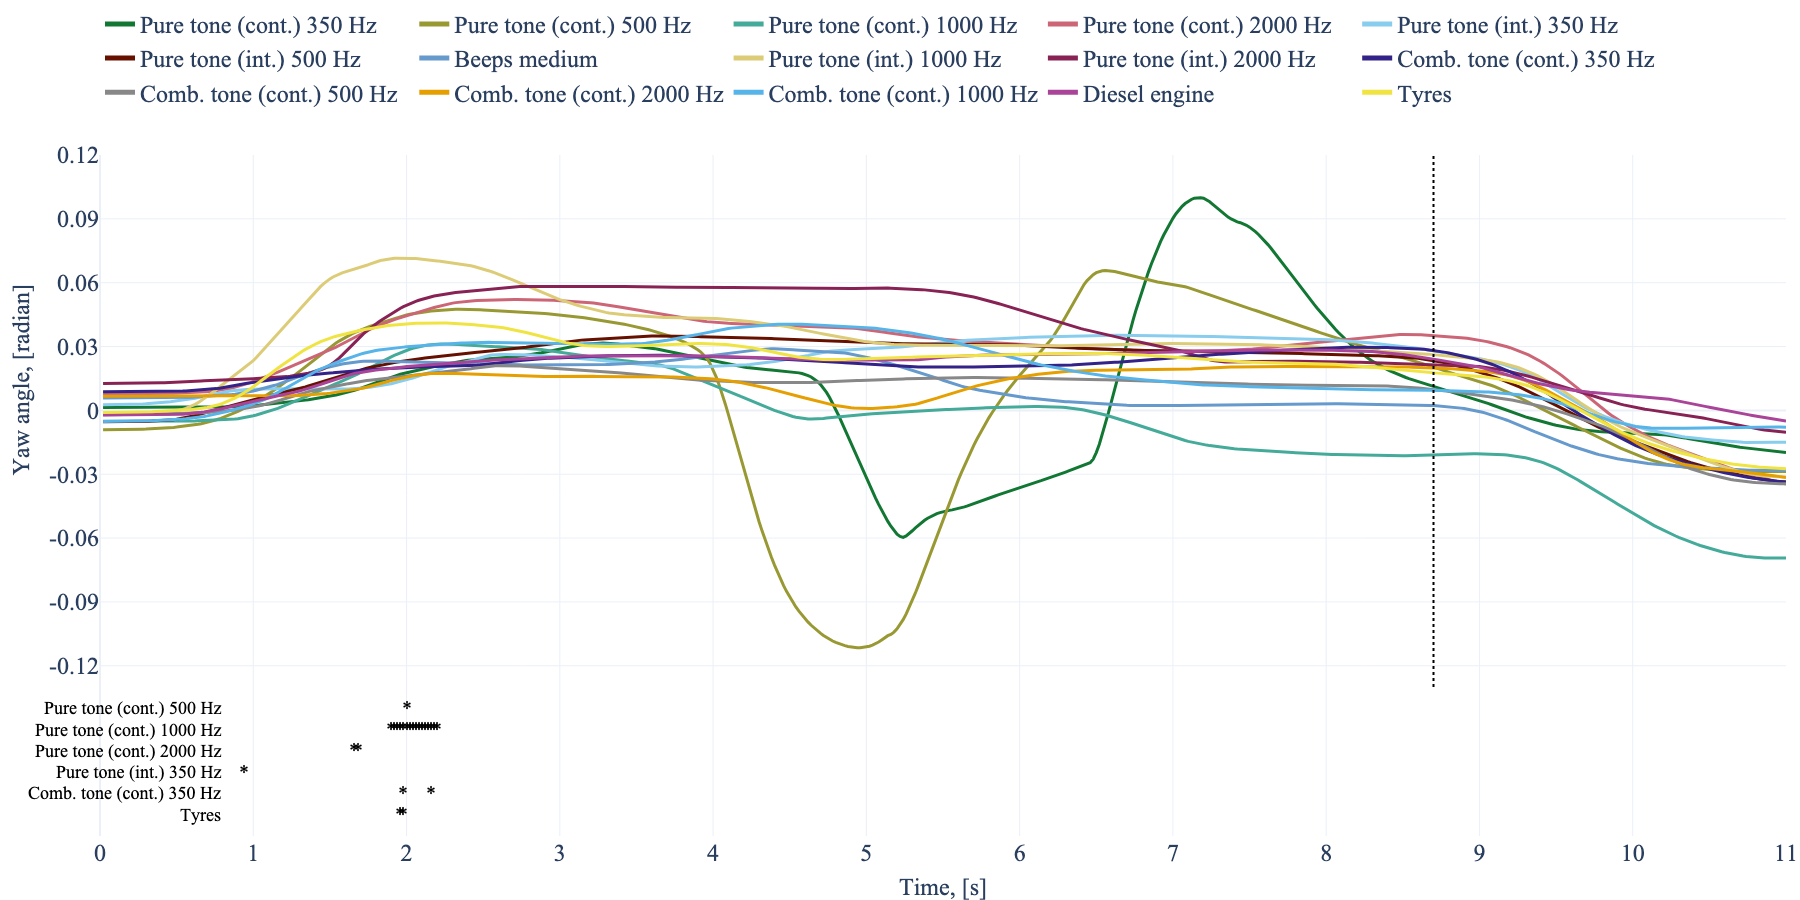 Pure tone (cont.) 350 Hz Pure tone (cont.) 500 Hz Pure tone (cont.) 1000 Hz Pure tone (cont.) 2000 Hz Pure tone (int.) 350 Hz
Pure tone (int.) 500 Hz Beeps medium Pure tone (int.) 1000 Hz Pure tone (int.) 2000 Hz Comb. tone (cont.) 350 Hz
Comb. tone (cont.) 500 Hz Comb. tone (cont.) 2000 Hz Comb. tone (cont.) 1000 Hz Diesel engine Tyres
Yaw angle, [radian]
0.12
0.09
0.06
0.03
0
-0.03
-0.06
-0.09
-0.12
Pure tone (cont.) 500 Hz *
Pure tone (cont.) 1000 Hz
Pure tone (cont.) 2000 Hz
Pure tone (int.) 350 Hz *
Comb. tone (cont.) 350 Hz * *
Tyres
0 1 2 3 4 5 6 7 8 9 10 11
Time, [s]